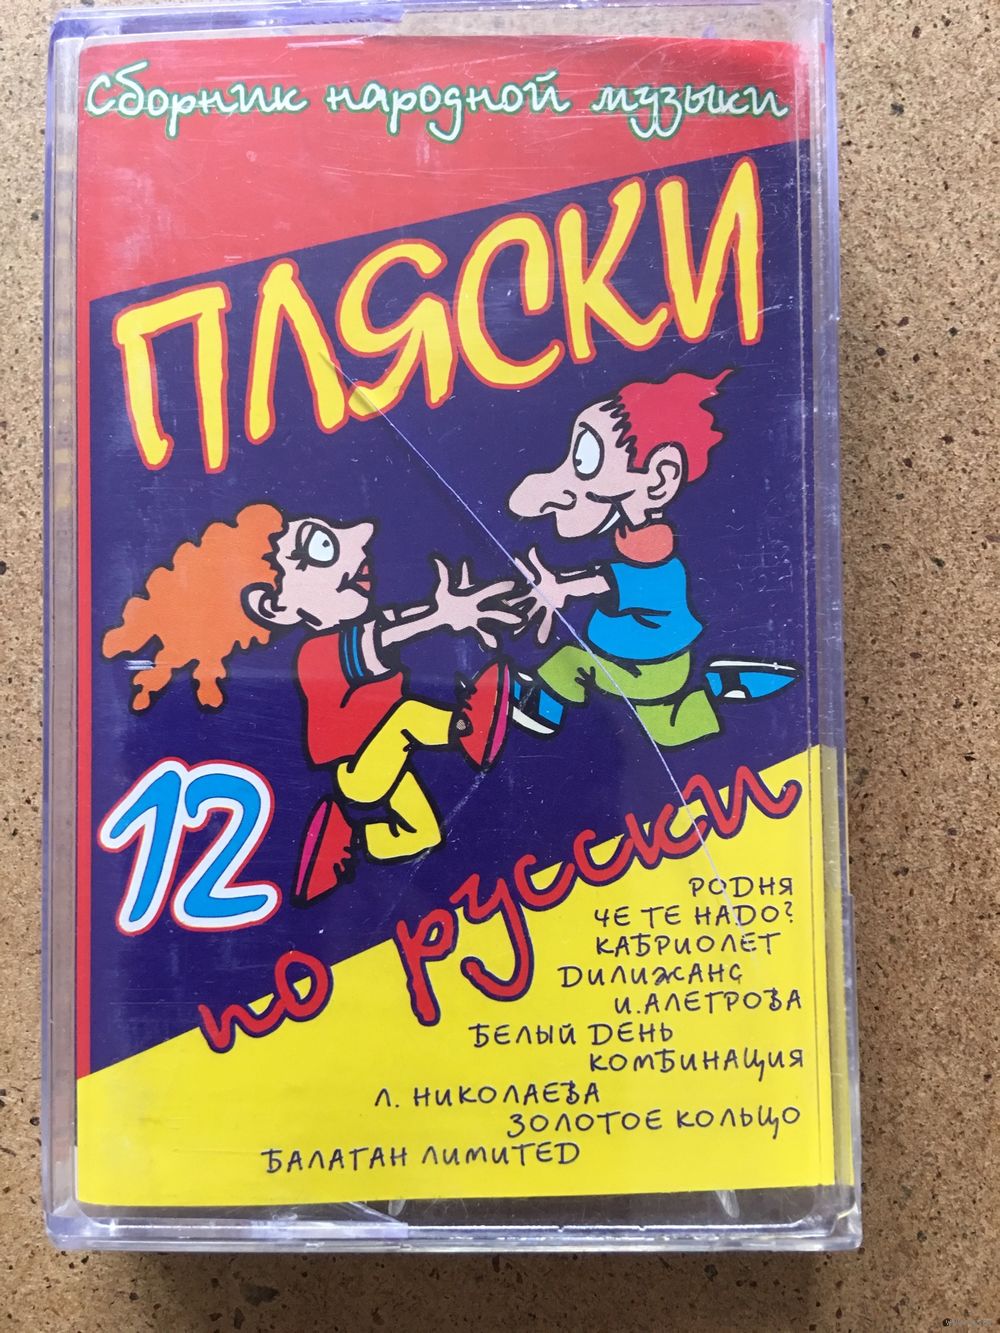 Сборник народной музыки
ПЛЯСКИ
12
по русски
РОДНЯ
ЧЕ ТЕ НАДО?
КАБРИОЛЕТ
ДИЛИЖАНС
И.АЛЕГРОВА
БЕЛЫЙ ДЕНЬ
КОМБИНАЦИЯ
Л. НИКОЛАЕВА
ЗОЛОТОЕ КОЛЬЦО
БАЛАГАН ЛИМИТЕD